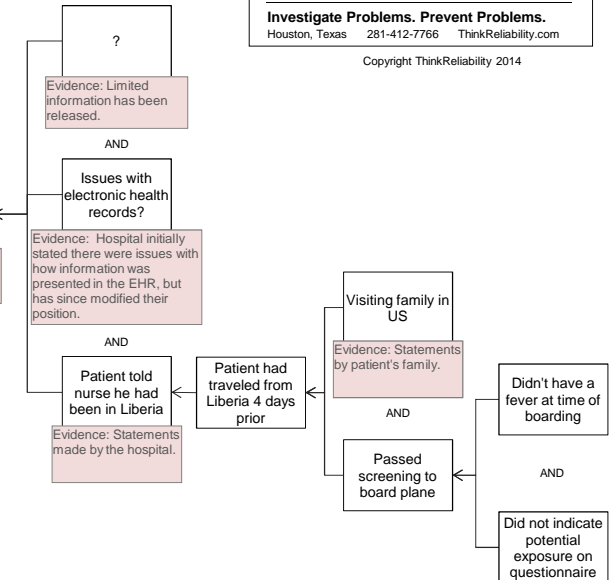 Investigate Problems. Prevent Problems.
Houston, Texas 281-412-7766 ThinkReliability.com
Copyright ThinkReliability 2014
?
Evidence: Limited
information has been
released.
AND
Issues with
electronic health
records?
Evidence: Hospital initially
stated there were issues with
how information was
presented in the EHR, but
has since modified their
position.
AND
Patient told
nurse he had
been in Liberia
Evidence: Statements
made by the hospital.
Patient had
traveled from
Liberia 4 days
prior
Visiting family in
US
Evidence: Statements
by patient's family.
AND
Passed
screening to
board plane
Didn't have a
fever at time of
boarding
AND
Did not indicate
potential
exposure on
questionnaire